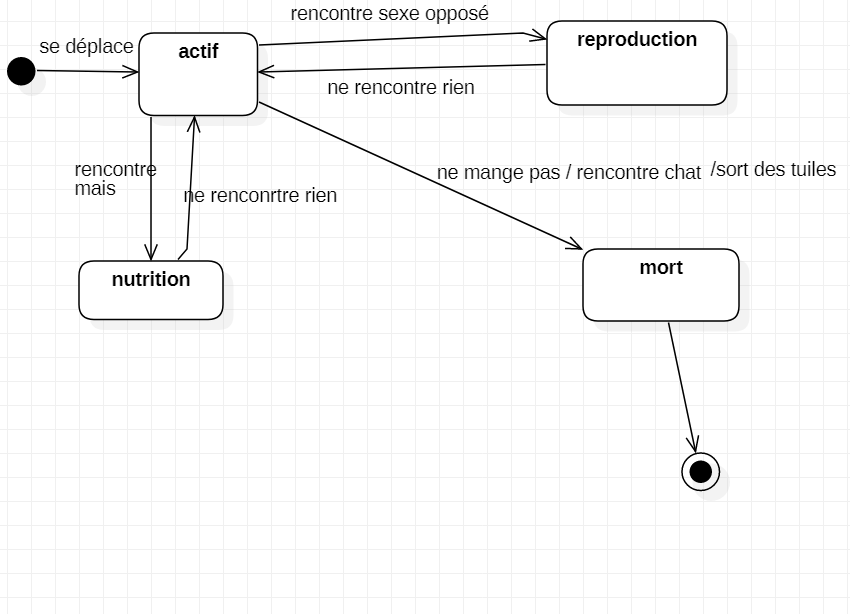 rencontre sexe opposé
se déplace
actif
reproduction
ne rencontre rien
rencontre
mais
ne mange pas / rencontre chat
/sort des tuiles
ne renconrtre rien
nutrition
mort